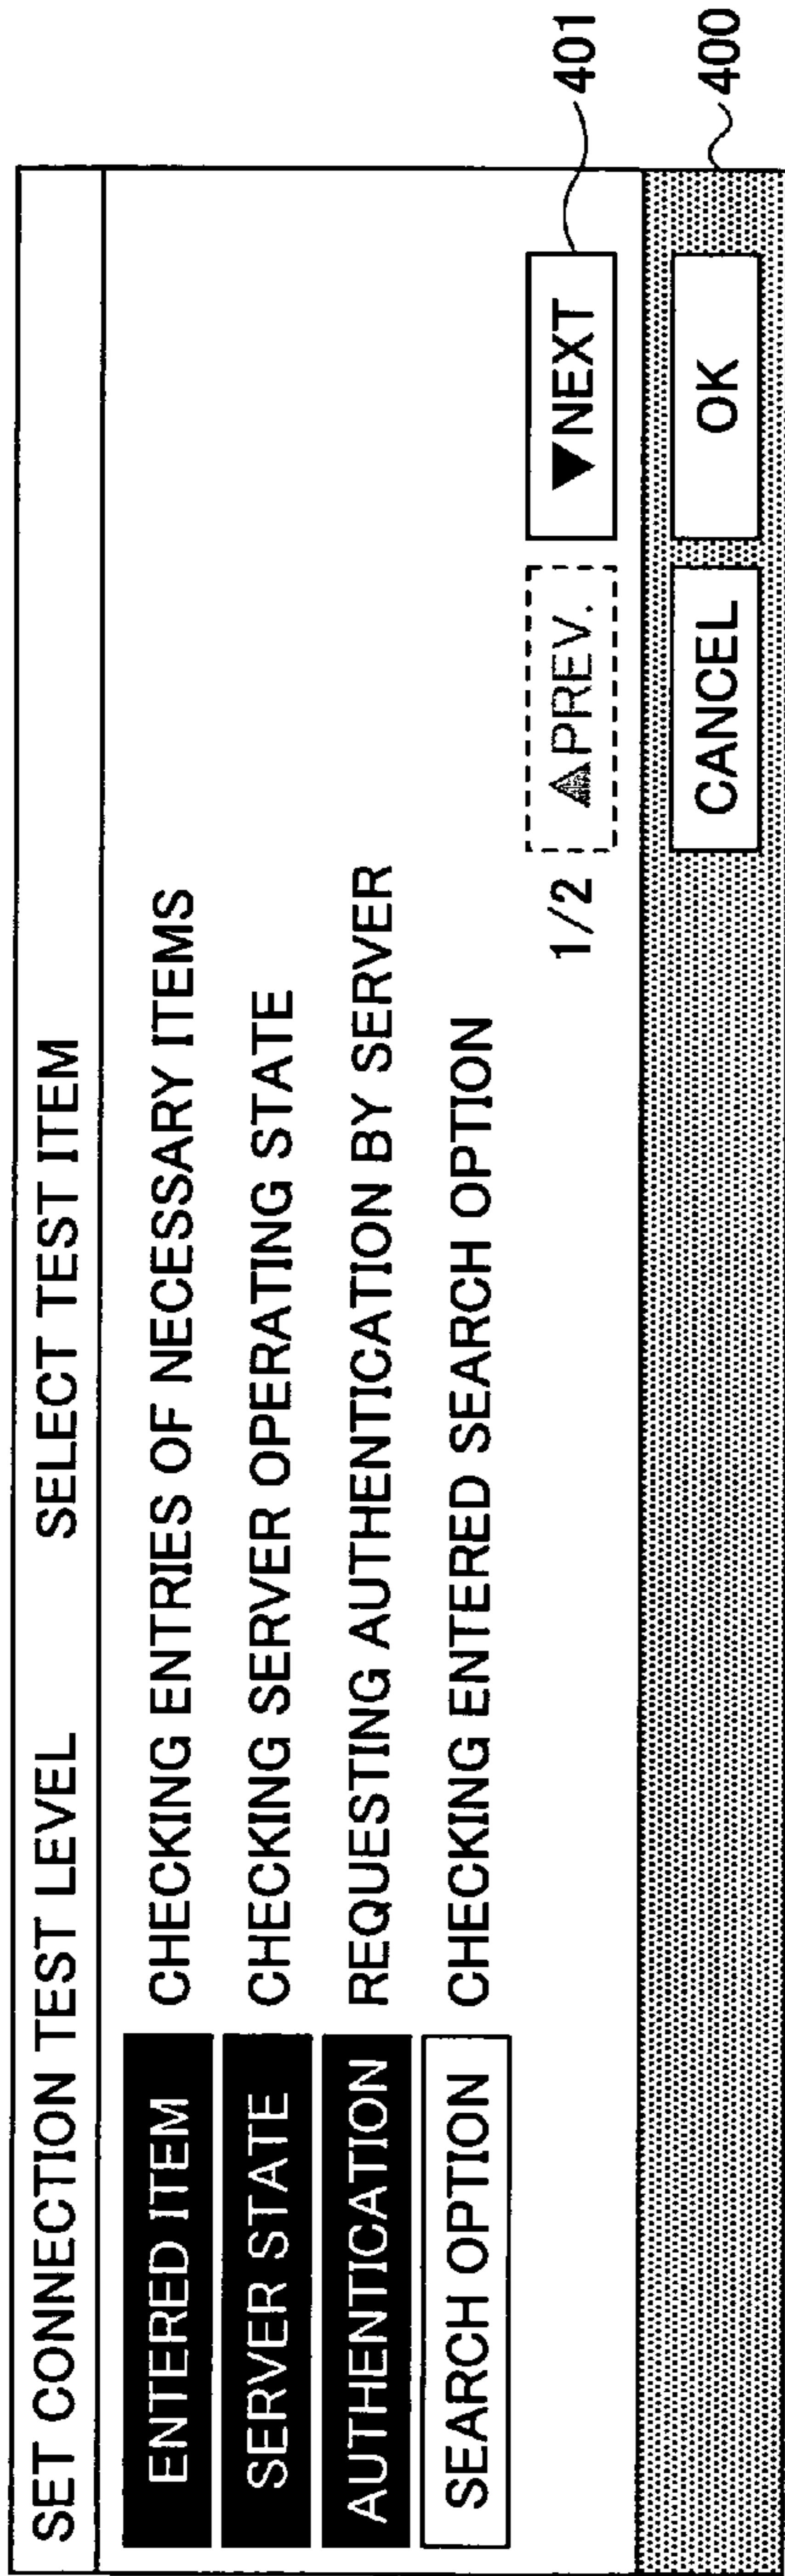 SET CONNECTION TEST LEVEL SELECT TEST ITEM
ENTERED ITEM CHECKING ENTRIES OF NECESSARY ITEMS
SERVER STATE CHECKING SERVER OPERATING STATE
AUTHENTICATION REQUESTING AUTHENTICATION BY SERVER
SEARCH OPTION CHECKING ENTERED SEARCH OPTION
1/2 ▲PREV. ▼NEXT 401
CANCEL OK 400